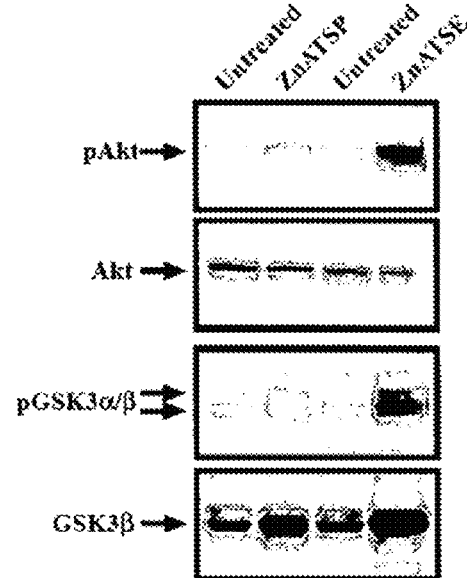 Untreated
ZnATSP
Untreated
ZnATSE
pAkt
Akt
pGSK3α/β
GSK3β